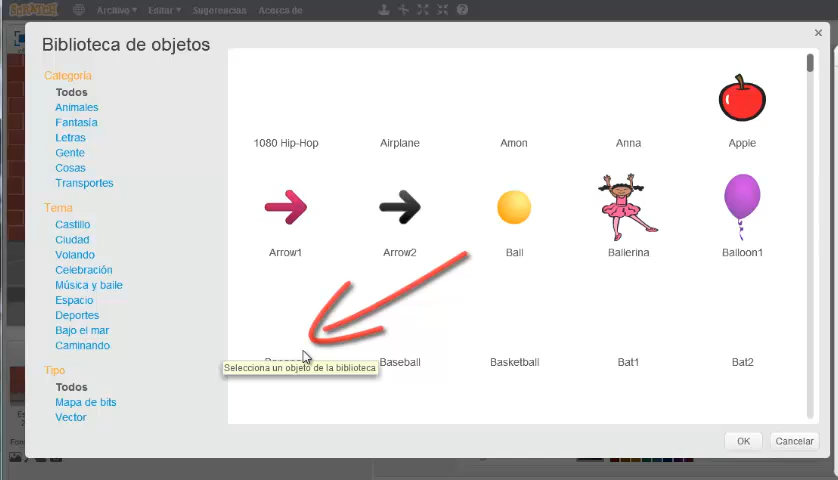 SCRATCH
Archivo
Editar
Sugerencias
Acerca de
Biblioteca de objetos
Categoría
Todos
Animales
Fantasía
Letras
Gente
Cosas
Transportes
Tema
Castillo
Ciudad
Volando
Celebración
Música y baile
Espacio
Deportes
Bajo el mar
Caminando
Tipo
Todos
Mapa de bits
Vector
1080 Hip-Hop
Airplane
Amon
Anna
Apple
Arrow1
Arrow2
Ball
Ballerina
Balloon1
Baseball
Basketball
Bat1
Bat2
Selecciona un objeto de la biblioteca
OK
Cancelar